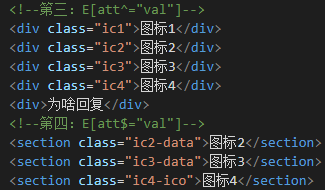 <!--第三：E[att^="val"]-->
<div class="ic1">图标1</div>
<div class="ic2">图标2</div>
<div class="ic3">图标3</div>
<div class="ic4">图标4</div>
<div>为啥回复</div>
<!--第四：E[att$="val"]-->
<section class="ic2-data">图标2</section>
<section class="ic3-data">图标3</section>
<section class="ic4-ico">图标4</section>